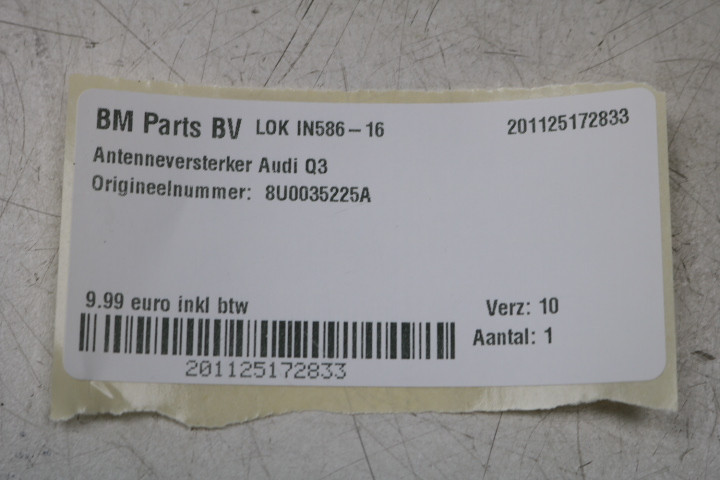 BM Parts BV LOK IN586-16 201125172833
Antenneversterker Audi Q3
Origineelnummer: 8U0035225A
9.99 euro inkl btw Verz: 10
Aantal: 1
201125172833